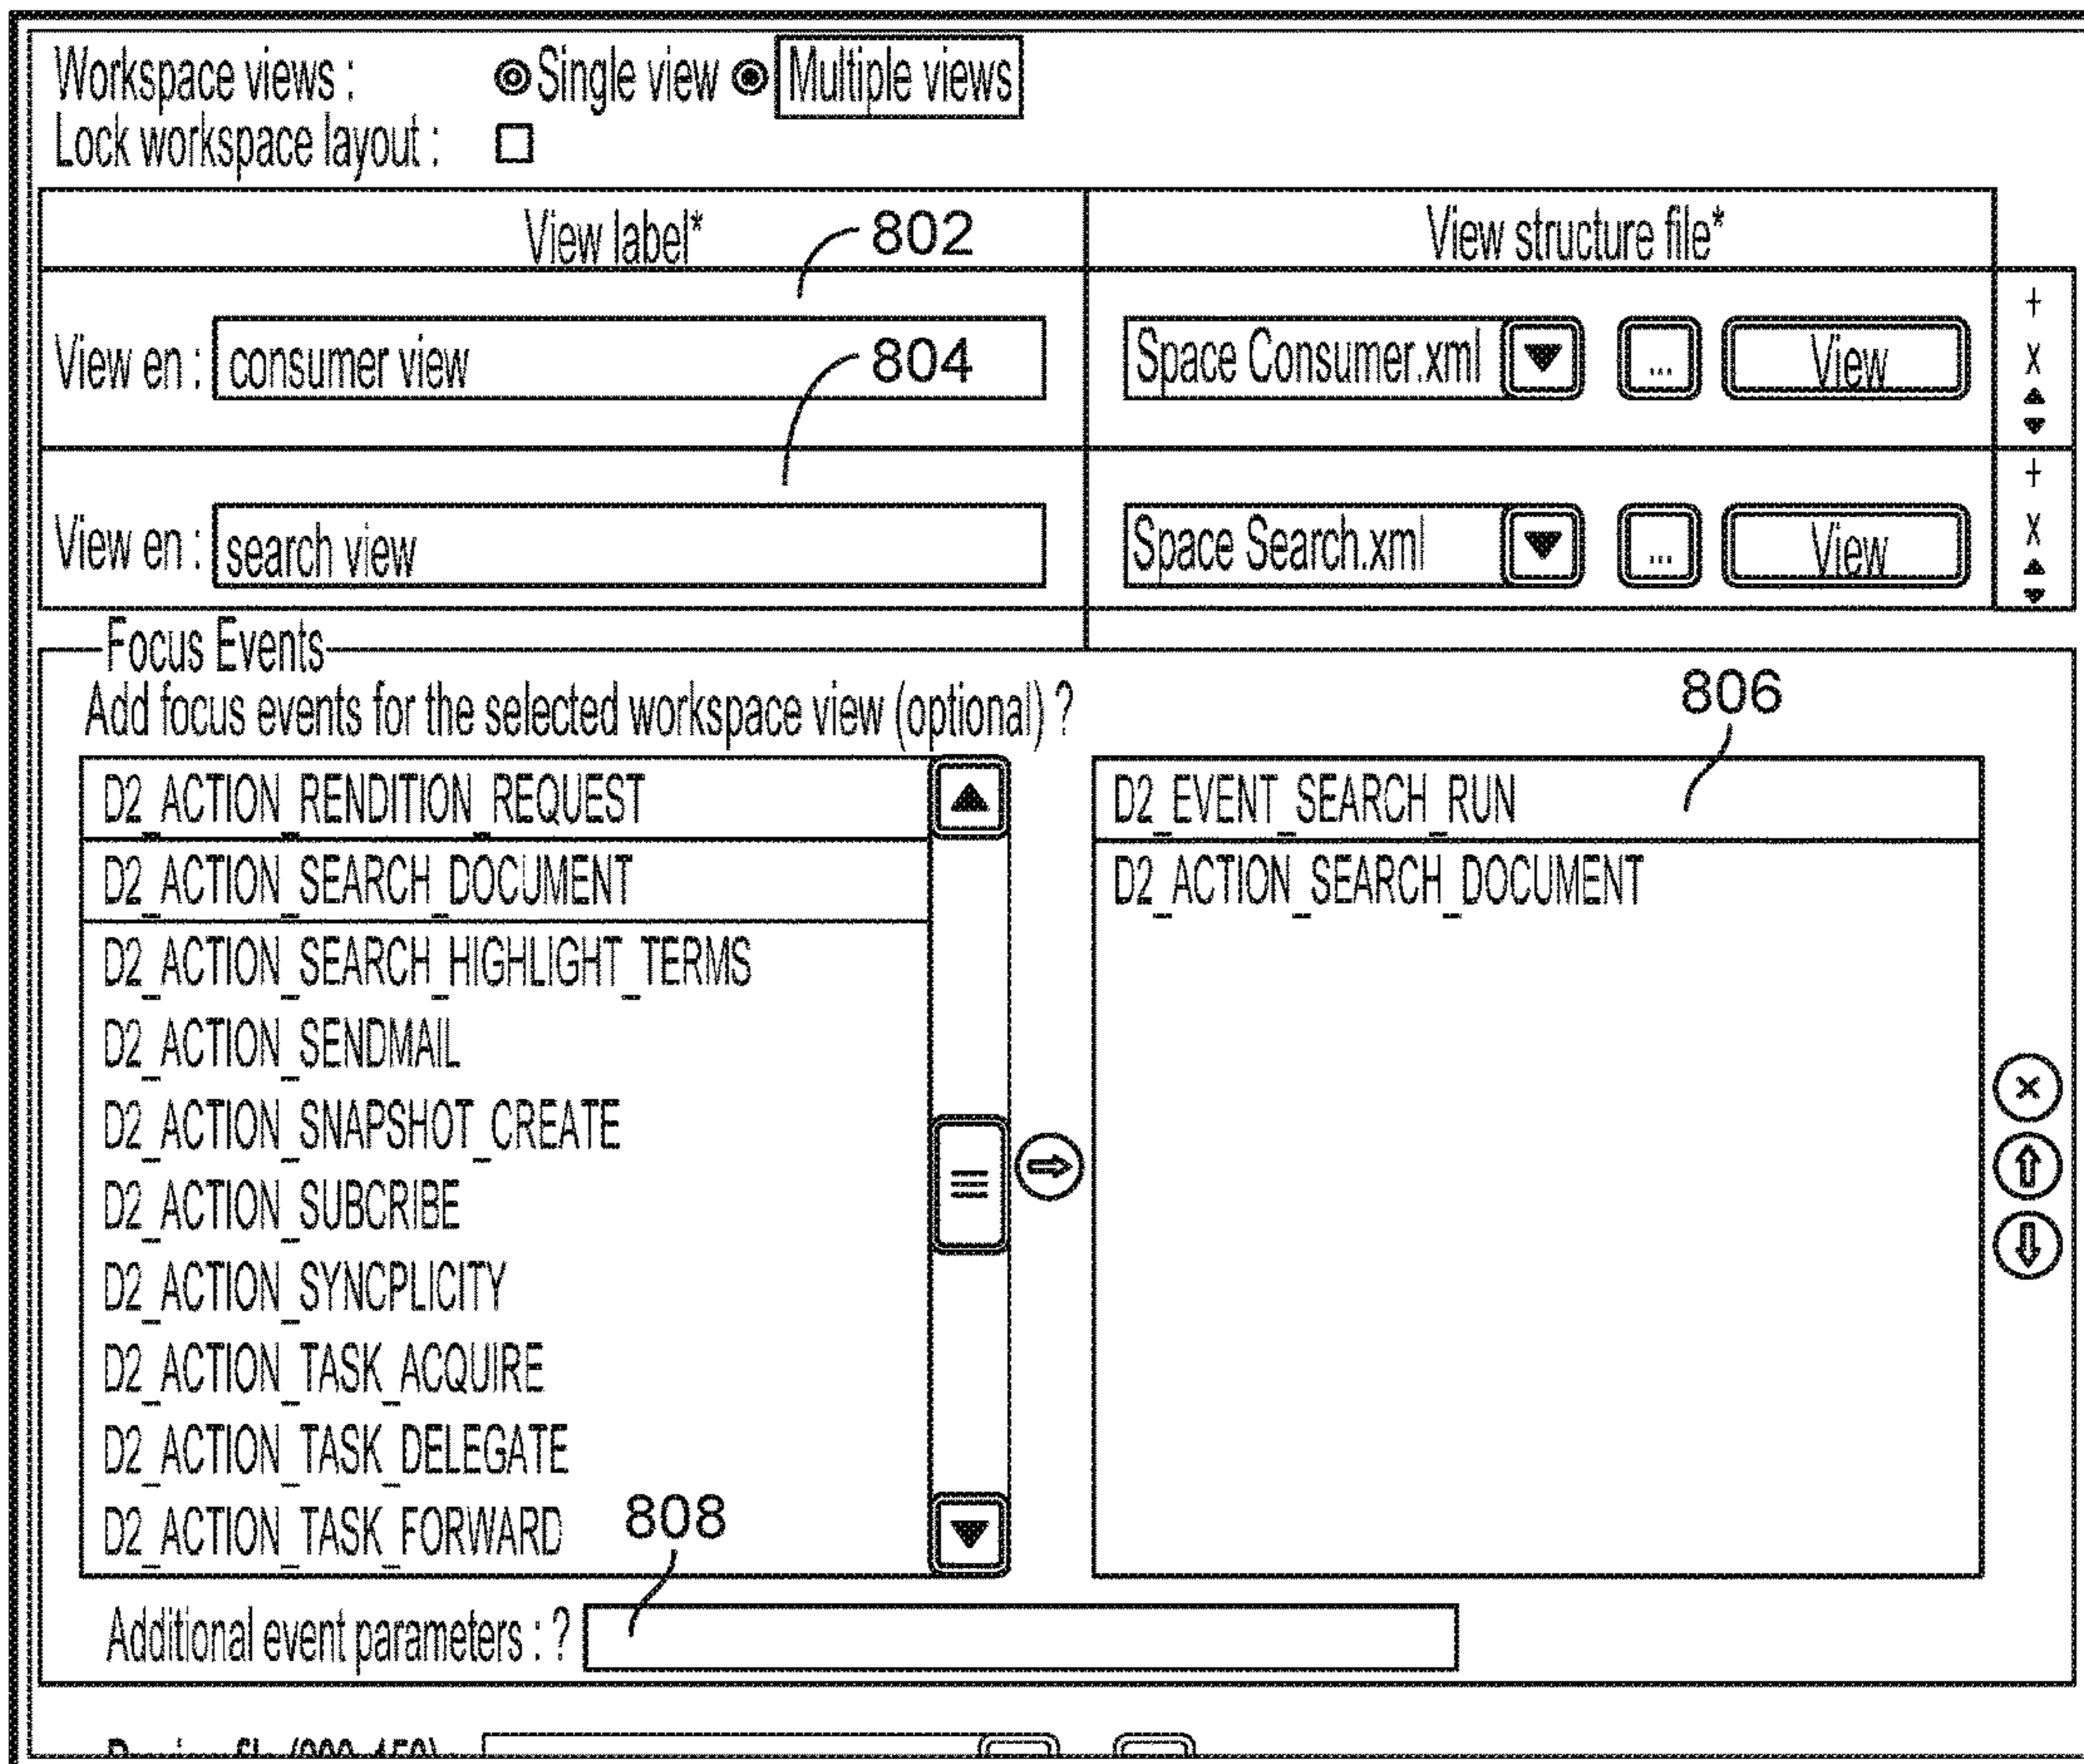 Workspace views : Single view Multiple views
Lock workspace layout :
View label* 802 View structure file*
View en : consumer view 804 Space Consumer.xml ... View + x
View en : search view Space Search.xml ... View + x
Focus Events
Add focus events for the selected workspace view (optional) ?
806
D2_ACTION_RENDITION_REQUEST
D2_ACTION_SEARCH_DOCUMENT
D2_ACTION_SEARCH_HIGHLIGHT_TERMS
D2_ACTION_SENDMAIL
D2_ACTION_SNAPSHOT_CREATE
D2_ACTION_SUBCRIBE
D2_ACTION_SYNCPLICITY
D2_ACTION_TASK_ACQUIRE
D2_ACTION_TASK_DELEGATE
D2_ACTION_TASK_FORWARD
D2_EVENT_SEARCH_RUN
D2_ACTION_SEARCH_DOCUMENT
808
Additional event parameters : ?